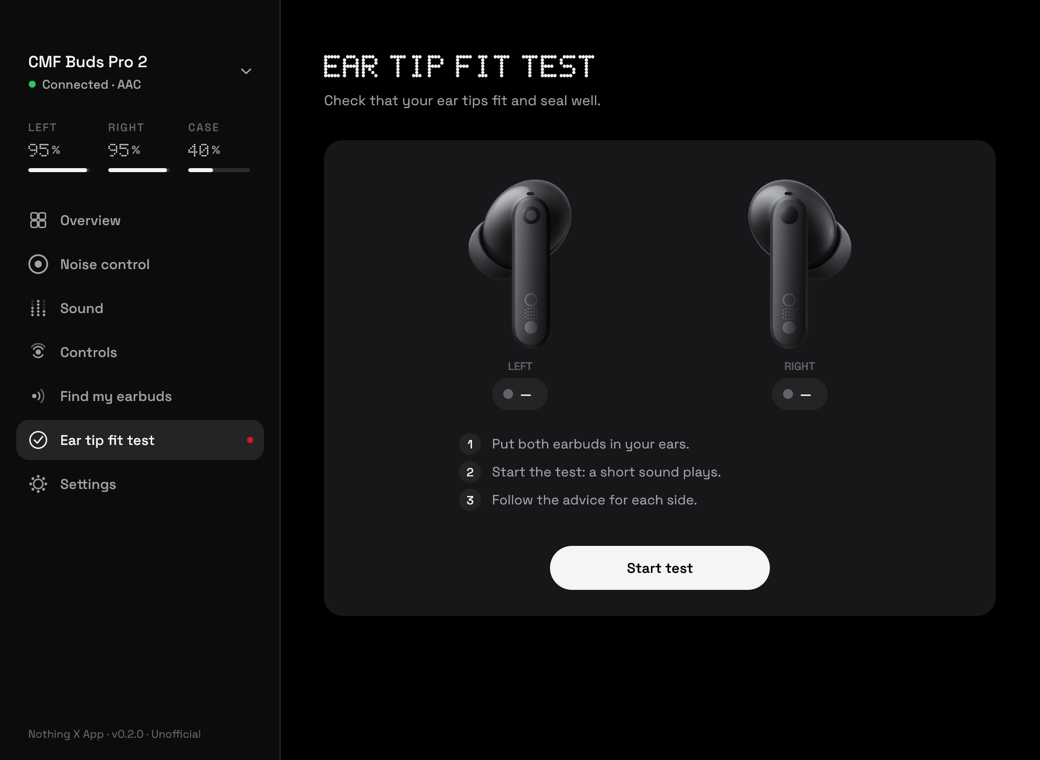 CMF Buds Pro 2
Connected · AAC
LEFT RIGHT CASE
95% 95% 40%
Overview
Noise control
Sound
Controls
Find my earbuds
Ear tip fit test
Settings
Nothing X App · v0.2.0 · Unofficial
EAR TIP FIT TEST
Check that your ear tips fit and seal well.
LEFT RIGHT
– –
1 Put both earbuds in your ears.
2 Start the test: a short sound plays.
3 Follow the advice for each side.
Start test